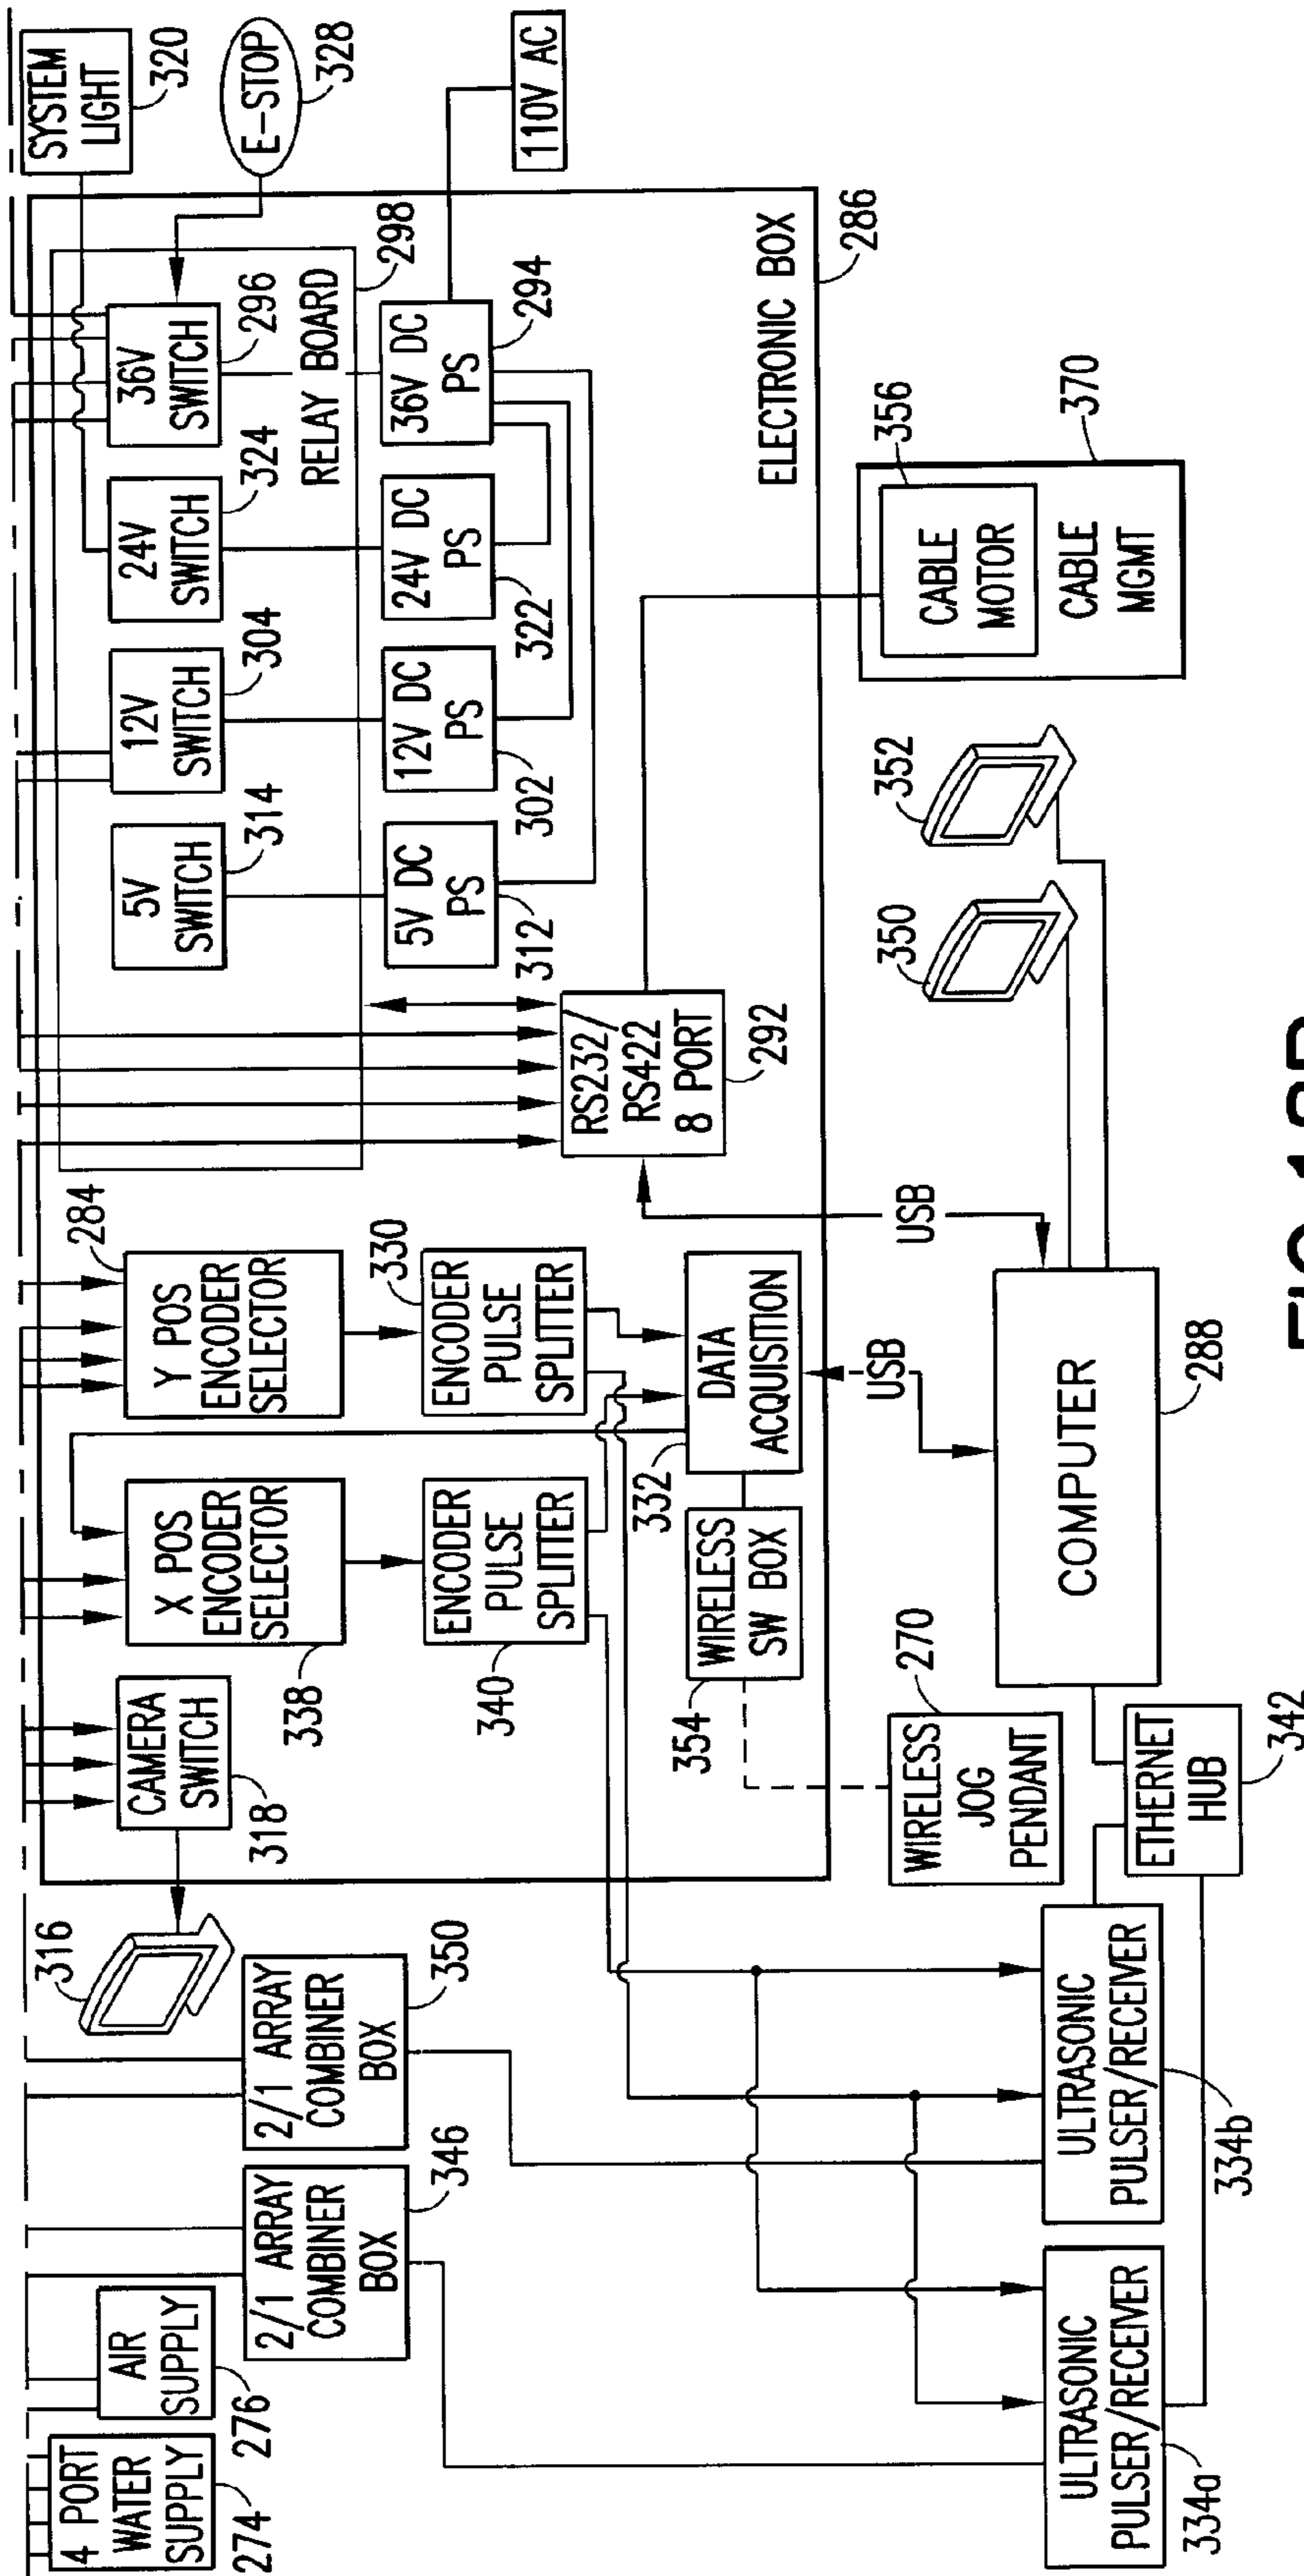 4 PORT
WATER
SUPPLY
274
AIR
SUPPLY
276
2/1 ARRAY
COMBINER
BOX
346
2/1 ARRAY
COMBINER
BOX
350
316
CAMERA
SWITCH
318
X POS
ENCODER
SELECTOR
338
Y POS
ENCODER
SELECTOR
284
ENCODER
PULSE
SPLITTER
340
ENCODER
PULSE
SPLITTER
330
WIRELESS
SW BOX
354
DATA
ACQUISITION
332
5V
SWITCH
314
12V
SWITCH
304
24V
SWITCH
324
36V
SWITCH
296
RELAY BOARD
298
5V DC
PS
312
12V DC
PS
302
24V DC
PS
322
36V DC
PS
294
SYSTEM
LIGHT
320
E-STOP
328
110V AC
RS232/
RS422
8 PORT
292
ELECTRONIC BOX
286
USB
USB
ULTRASONIC
PULSER/RECEIVER
334a
ULTRASONIC
PULSER/RECEIVER
334b
WIRELESS
JOG
PENDANT
270
ETHERNET
HUB
342
COMPUTER
288
350
352
CABLE
MOTOR
356
CABLE
MGMT
370